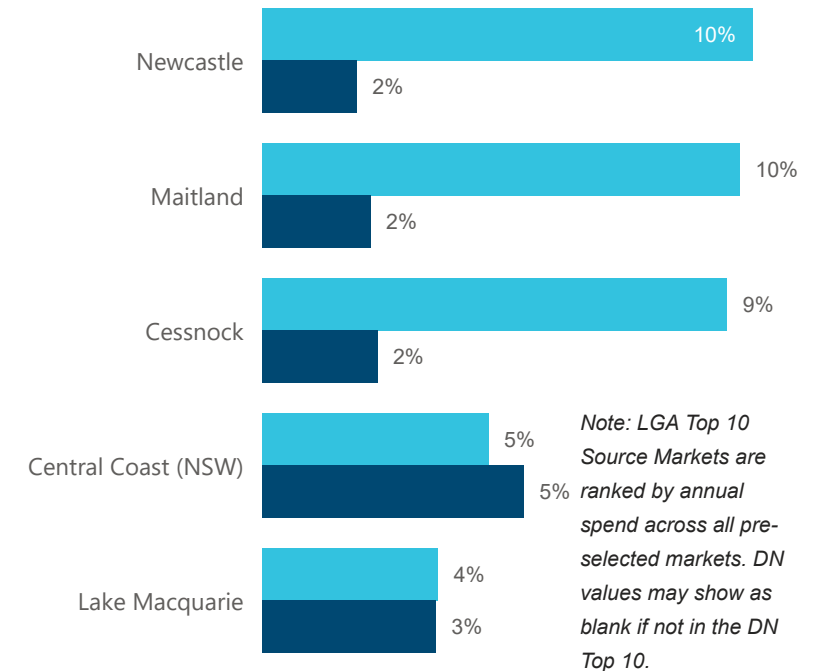 Newcastle
10%
2%
Maitland
10%
2%
Cessnock
9%
2%
Central Coast (NSW)
5%
5%
Lake Macquarie
4%
3%
Note: LGA Top 10
Source Markets are
ranked by annual
spend across all pre-
selected markets. DN
values may show as
blank if not in the DN
Top 10.